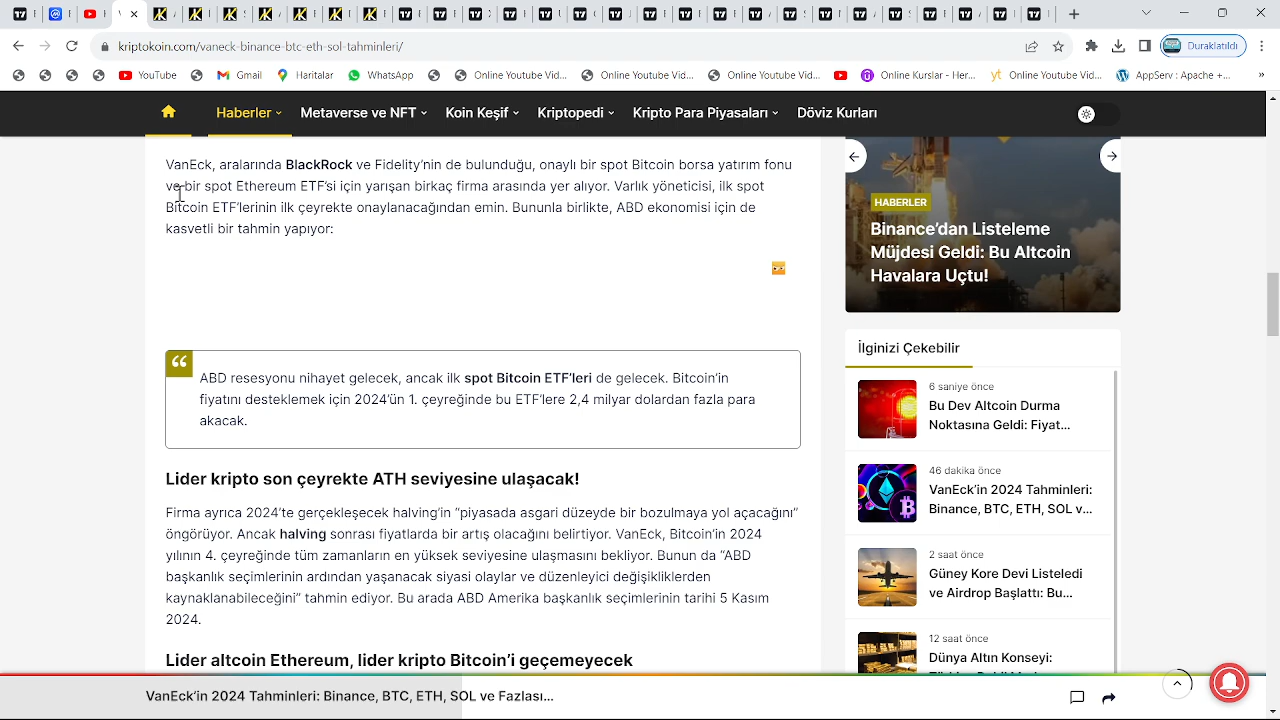 Duraklatıldı
kriptokoin.com/vaneck-binance-btc-eth-sol-tahminleri/
YouTube
Gmail
Haritalar
WhatsApp
Online Youtube Vid...
Online Youtube Vid...
Online Youtube Vid...
Online Kurslar - Her...
Online Youtube Vid...
AppServ : Apache +...
Haberler
Metaverse ve NFT
Koin Keşif
Kriptopedi
Kripto Para Piyasaları
Döviz Kurları
VanEck, aralarında BlackRock ve Fidelity’nin de bulunduğu, onaylı bir spot Bitcoin borsa yatırım fonu
ve bir spot Ethereum ETF’si için yarışan birkaç firma arasında yer alıyor. Varlık yöneticisi, ilk spot
Bitcoin ETF’lerinin ilk çeyrekte onaylanacağından emin. Bununla birlikte, ABD ekonomisi için de
kasvetli bir tahmin yapıyor:
ABD resesyonu nihayet gelecek, ancak ilk spot Bitcoin ETF’leri de gelecek. Bitcoin’in
fiyatını desteklemek için 2024’ün 1. çeyreğinde bu ETF’lere 2,4 milyar dolardan fazla para
akacak.
Lider kripto son çeyrekte ATH seviyesine ulaşacak!
Firma ayrıca 2024’te gerçekleşecek halving’in “piyasada asgari düzeyde bir bozulmaya yol açacağını”
öngörüyor. Ancak halving sonrası fiyatlarda bir artış olacağını belirtiyor. VanEck, Bitcoin’in 2024
yılının 4. çeyreğinde tüm zamanların en yüksek seviyesine ulaşmasını bekliyor. Bunun da “ABD
başkanlık seçimlerinin ardından yaşanacak siyasi olaylar ve düzenleyici değişikliklerden
kaynaklanabileceğini” tahmin ediyor. Bu arada ABD Amerika başkanlık seçimlerinin tarihi 5 Kasım
2024.
Lider altcoin Ethereum, lider kripto Bitcoin’i geçemeyecek
HABERLER
Binance’dan Listeleme
Müjdesi Geldi: Bu Altcoin
Havalara Uçtu!
İlginizi Çekebilir
6 saniye önce
Bu Dev Altcoin Durma
Noktasına Geldi: Fiyat...
46 dakika önce
VanEck’in 2024 Tahminleri:
Binance, BTC, ETH, SOL v...
2 saat önce
Güney Kore Devi Listeledi
ve Airdrop Başlattı: Bu...
12 saat önce
Dünya Altın Konseyi:
VanEck’in 2024 Tahminleri: Binance, BTC, ETH, SOL ve Fazlası...